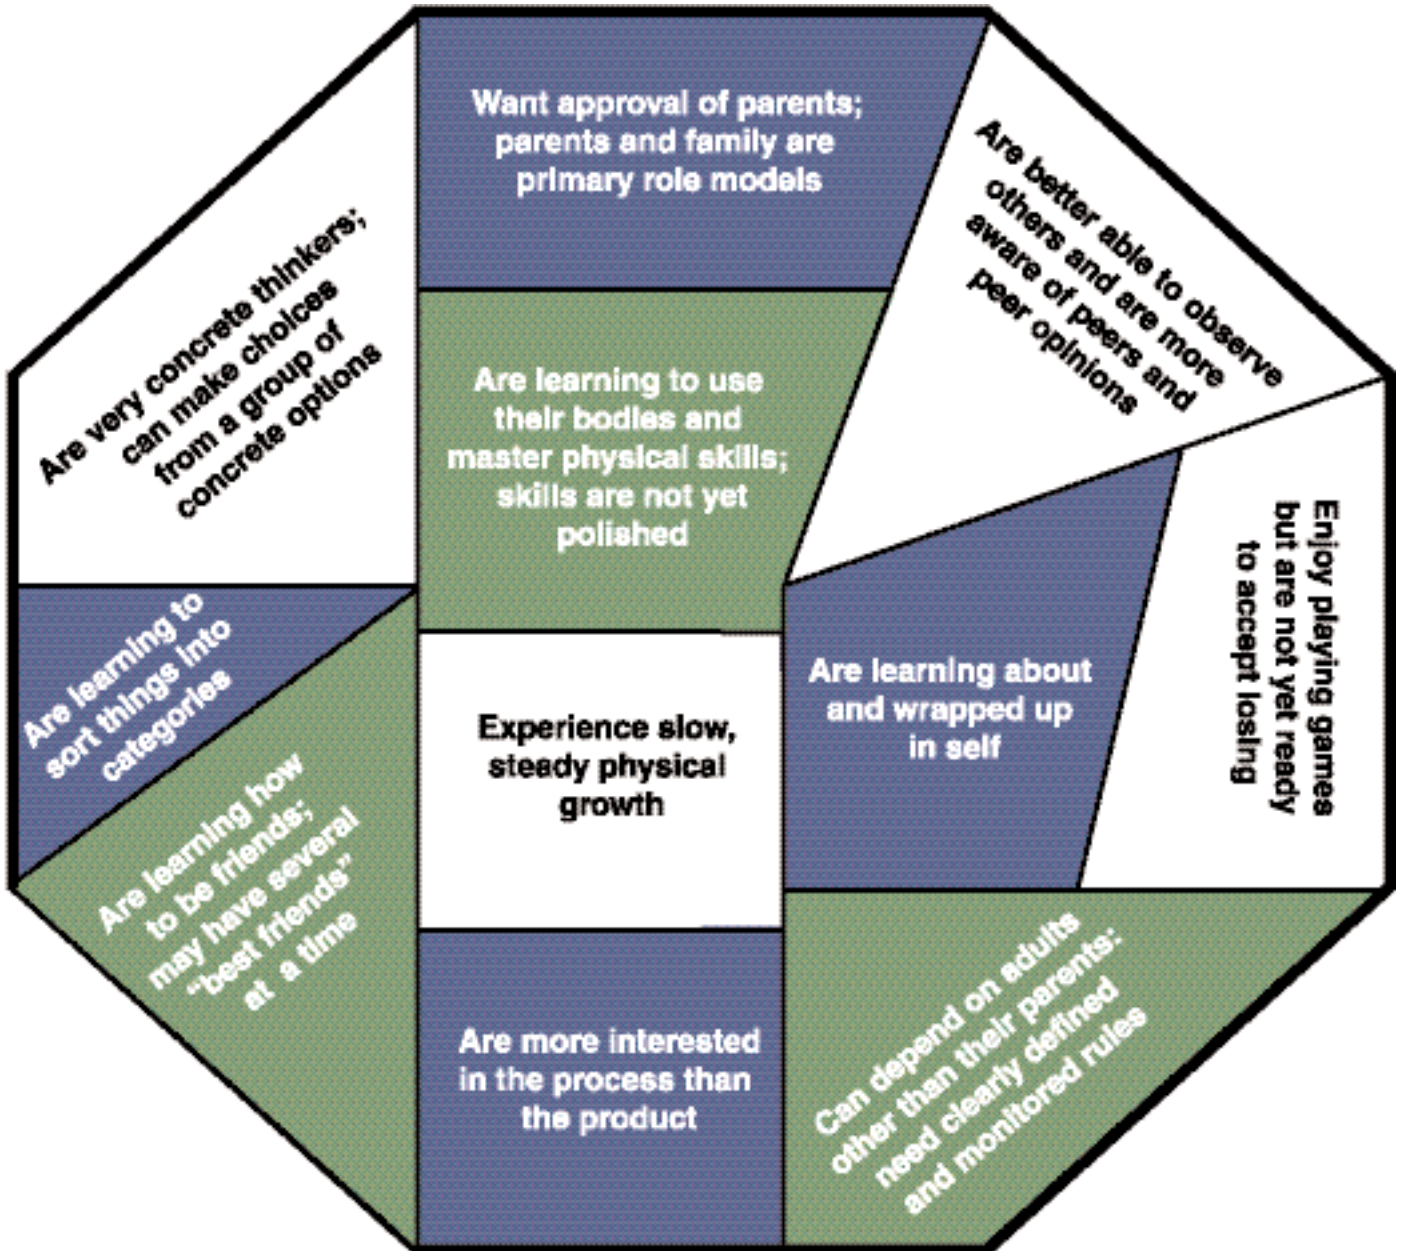 Want approval of parents;
parents and family are
primary role models
Are better able to observe
others and are more
aware of peers and
peer opinions
Are very concrete thinkers;
can make choices
from a group of
concrete options
Are learning to use
their bodies and
master physical skills;
skills are not yet
polished
Enjoy playing games
but are not yet ready
to accept losing
Are learning to
sort things into
categories
Experience slow,
steady physical
growth
Are learning about
and wrapped up
in self
Are learning how
to be friends;
may have several
“best friends”
at a time
Are more interested
in the process than
the product
Can depend on adults
other than their parents:
need clearly defined
and monitored rules